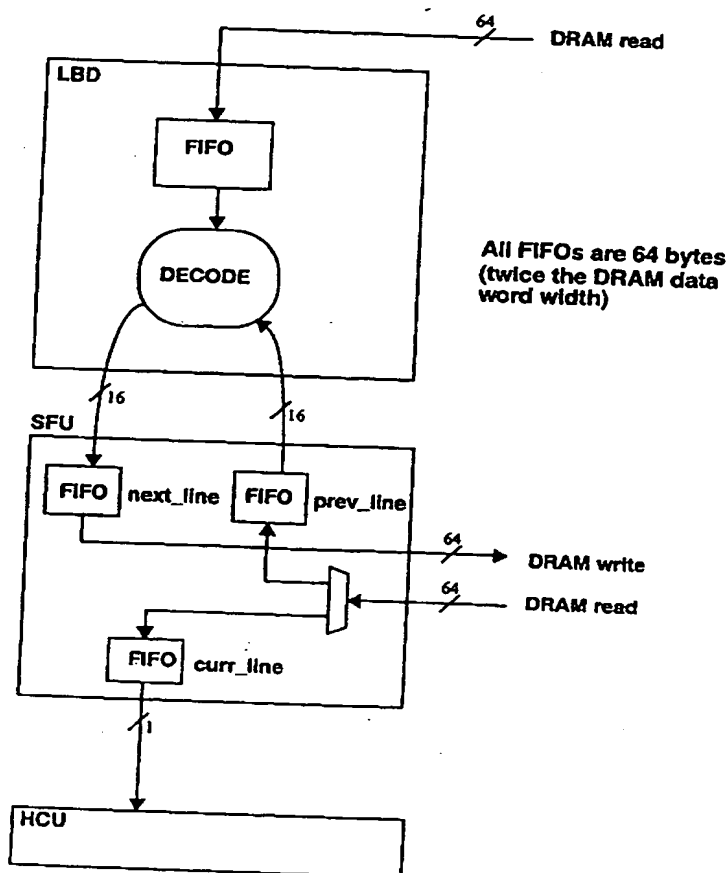 64
DRAM read
LBD
FIFO
DECODE
All FIFOs are 64 bytes
(twice the DRAM data
word width)
16
16
SFU
FIFO
next_line
FIFO
prev_line
64
DRAM write
64
DRAM read
FIFO
curr_line
1
HCU